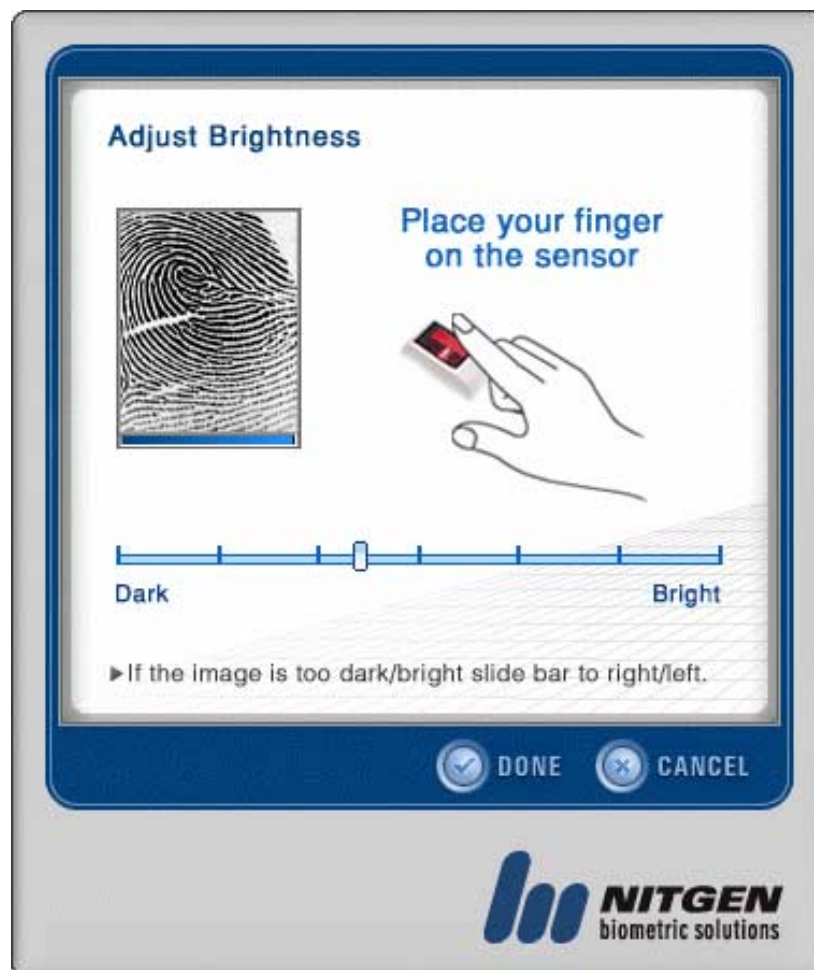 Adjust Brightness
Place your finger
on the sensor
Dark
Bright
▶If the image is too dark/bright slide bar to right/left.
DONE
CANCEL
NITGEN
biometric solutions